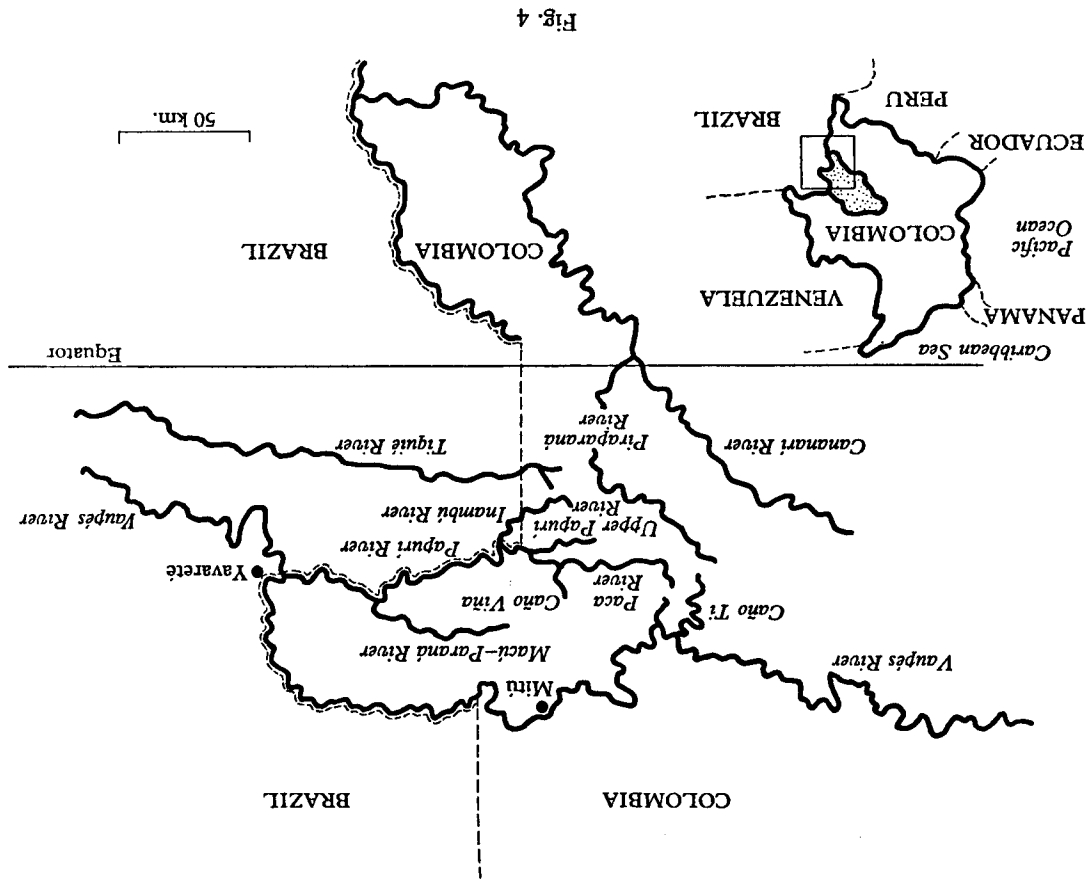 COLOMBIA
BRAZIL
Mitú
Vaupés River
Macú-Paraná River
Caño Ti
Paca
River
Caño Viña
Yavareté
Papurí River
Upper Papurí
River
Inambú River
Vaupés River
Cananari River
Piraparaná
River
Tiquié River
Equator
Caribbean Sea
PANAMA
VENEZUELA
Pacific
Ocean
COLOMBIA
ECUADOR
BRAZIL
PERU
COLOMBIA
BRAZIL
50 km.
Fig. 4